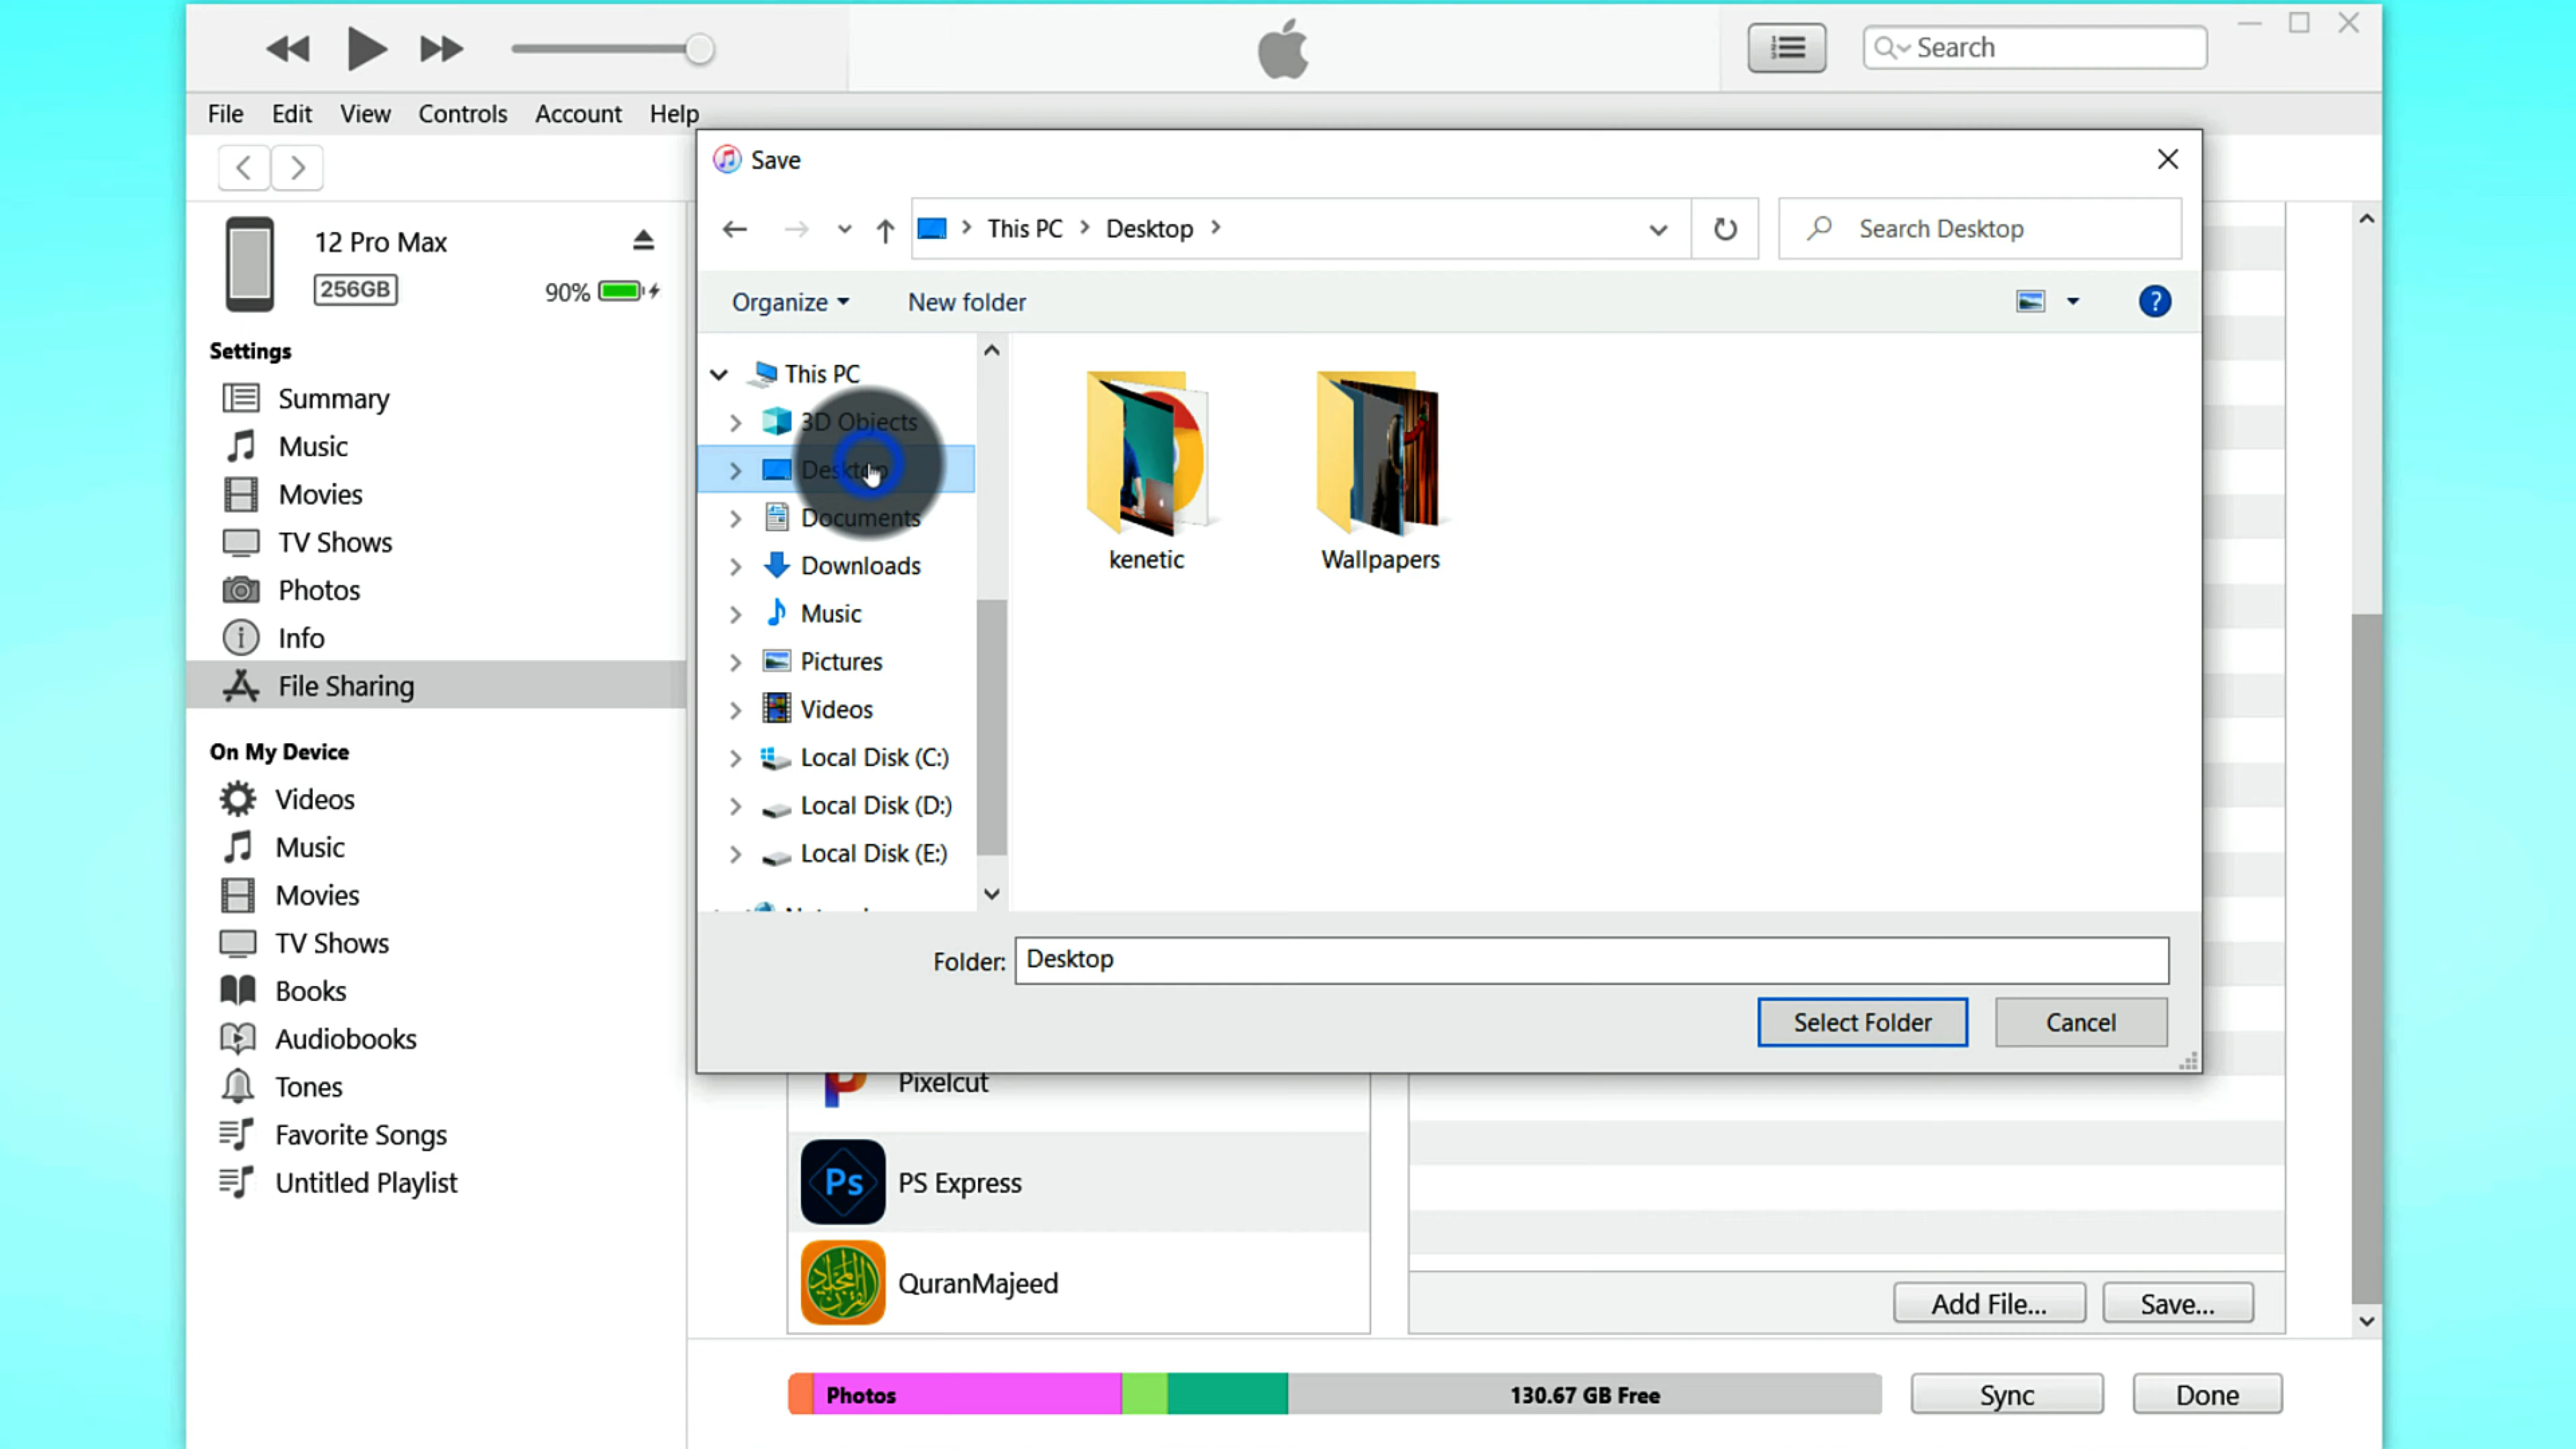 Search
File Edit View Controls Account Help
Save
This PC > Desktop >
Search Desktop
Organize
New folder
12 Pro Max
256GB
90%
Settings
Summary
Music
Movies
TV Shows
Photos
Info
File Sharing
On My Device
Videos
Music
Movies
TV Shows
Books
Audiobooks
Tones
Favorite Songs
Untitled Playlist
This PC
3D Objects
Desktop
Documents
Downloads
Music
Pictures
Videos
Local Disk (C:)
Local Disk (D:)
Local Disk (E:)
kenetic
Wallpapers
Folder: Desktop
Select Folder
Cancel
Pixelcut
Ps PS Express
QuranMajeed
Add File...
Save...
Photos
130.67 GB Free
Sync
Done